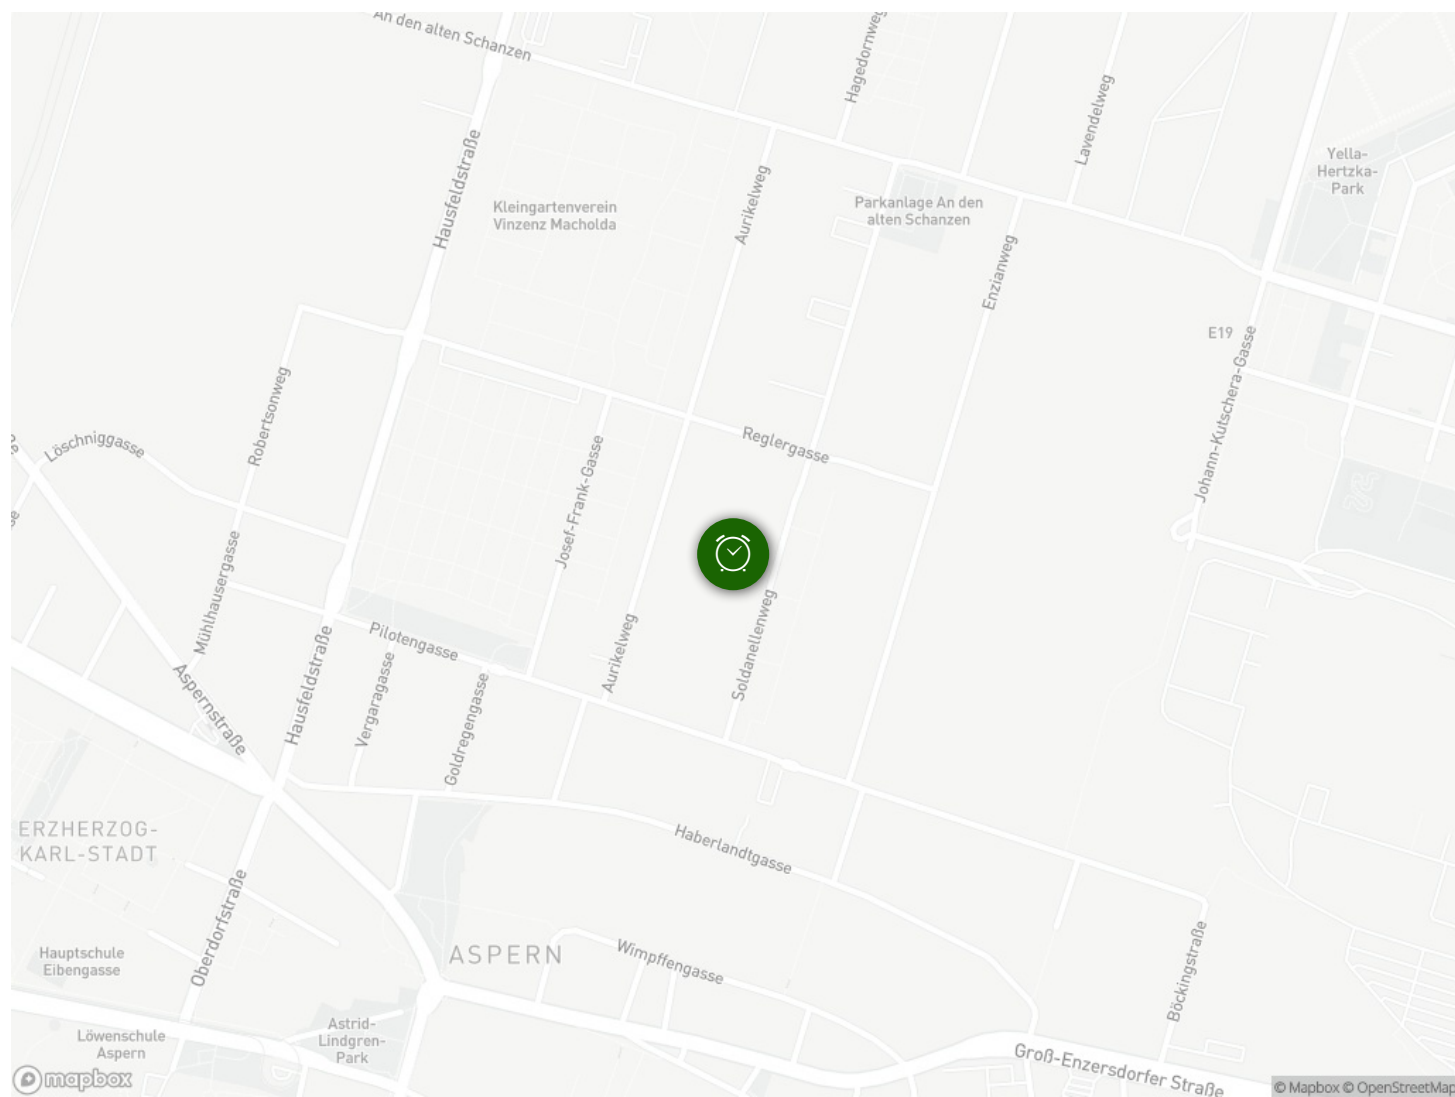 An den alten Schanzen
Hagedornweg
Lavendelweg
Yella-
Hertzka-
Park
Hausfeldstraße
Kleingartenverein
Vinzenz Macholda
Aurikelweg
Parkanlage An den
alten Schanzen
Enzianweg
E19
Johann-Kutschera-Gasse
Robertsonweg
Löschniggasse
Reglergasse
Josef-Frank-Gasse
Mühlhausergasse
Pilotengasse
Aurikelweg
Soldanellenweg
Hausfeldstraße
Vergaragasse
Goldregengasse
Aspernstraße
ERZHERZOG-
KARL-STADT
Haberlandtgasse
Oberdorfstraße
Hauptschule
Eibengasse
ASPERN
Wimpffengasse
Böckingstraße
Löwenschule
Aspern
Astrid-
Lindgren-
Park
Groß-Enzersdorfer Straße
mapbox
© Mapbox © OpenStreetMap